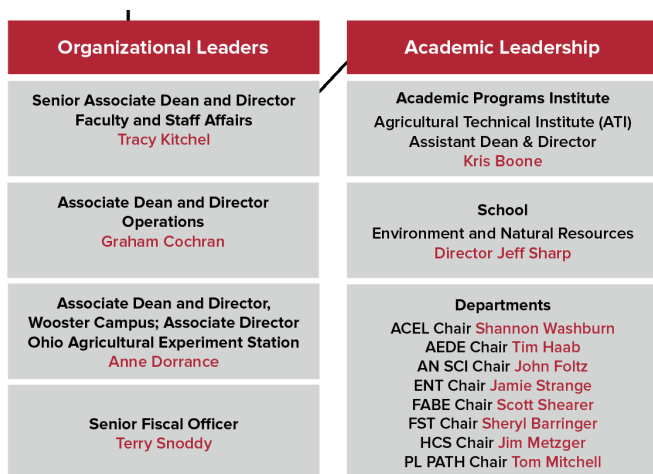 Organizational Leaders
Senior Associate Dean and Director
Faculty and Staff Affairs
Tracy Kitchel
Associate Dean and Director
Operations
Graham Cochran
Associate Dean and Director,
Wooster Campus; Associate Director
Ohio Agricultural Experiment Station
Anne Dorrance
Senior Fiscal Officer
Terry Snoddy
Academic Leadership
Academic Programs Institute
Agricultural Technical Institute (ATI)
Assistant Dean & Director
Kris Boone
School
Environment and Natural Resources
Director Jeff Sharp
Departments
ACEL Chair Shannon Washburn
AEDE Chair Tim Haab
AN SCI Chair John Foltz
ENT Chair Jamie Strange
FABE Chair Scott Shearer
FST Chair Sheryl Barringer
HCS Chair Jim Metzger
PL PATH Chair Tom Mitchell